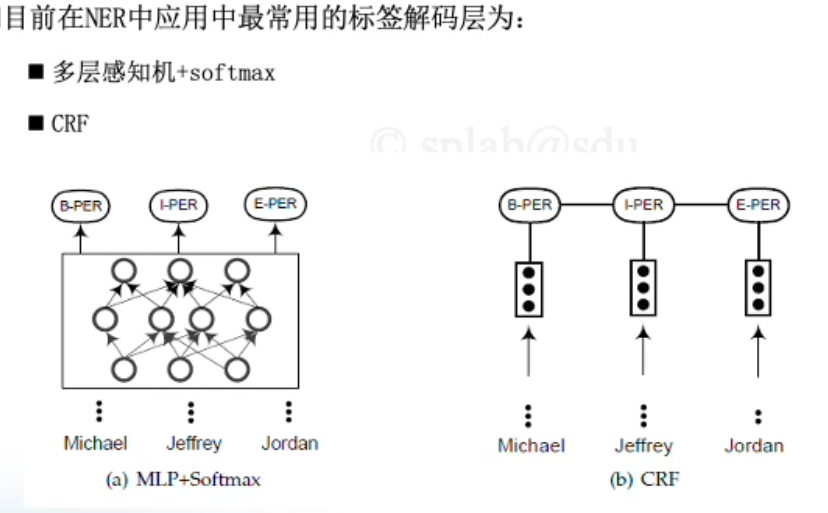 目前在NER中应用中最常用的标签解码层为：
■ 多层感知机+softmax
■ CRF
© splab@sdu
B-PER I-PER E-PER
Michael Jeffrey Jordan
(a) MLP+Softmax
B-PER I-PER E-PER
Michael Jeffrey Jordan
(b) CRF